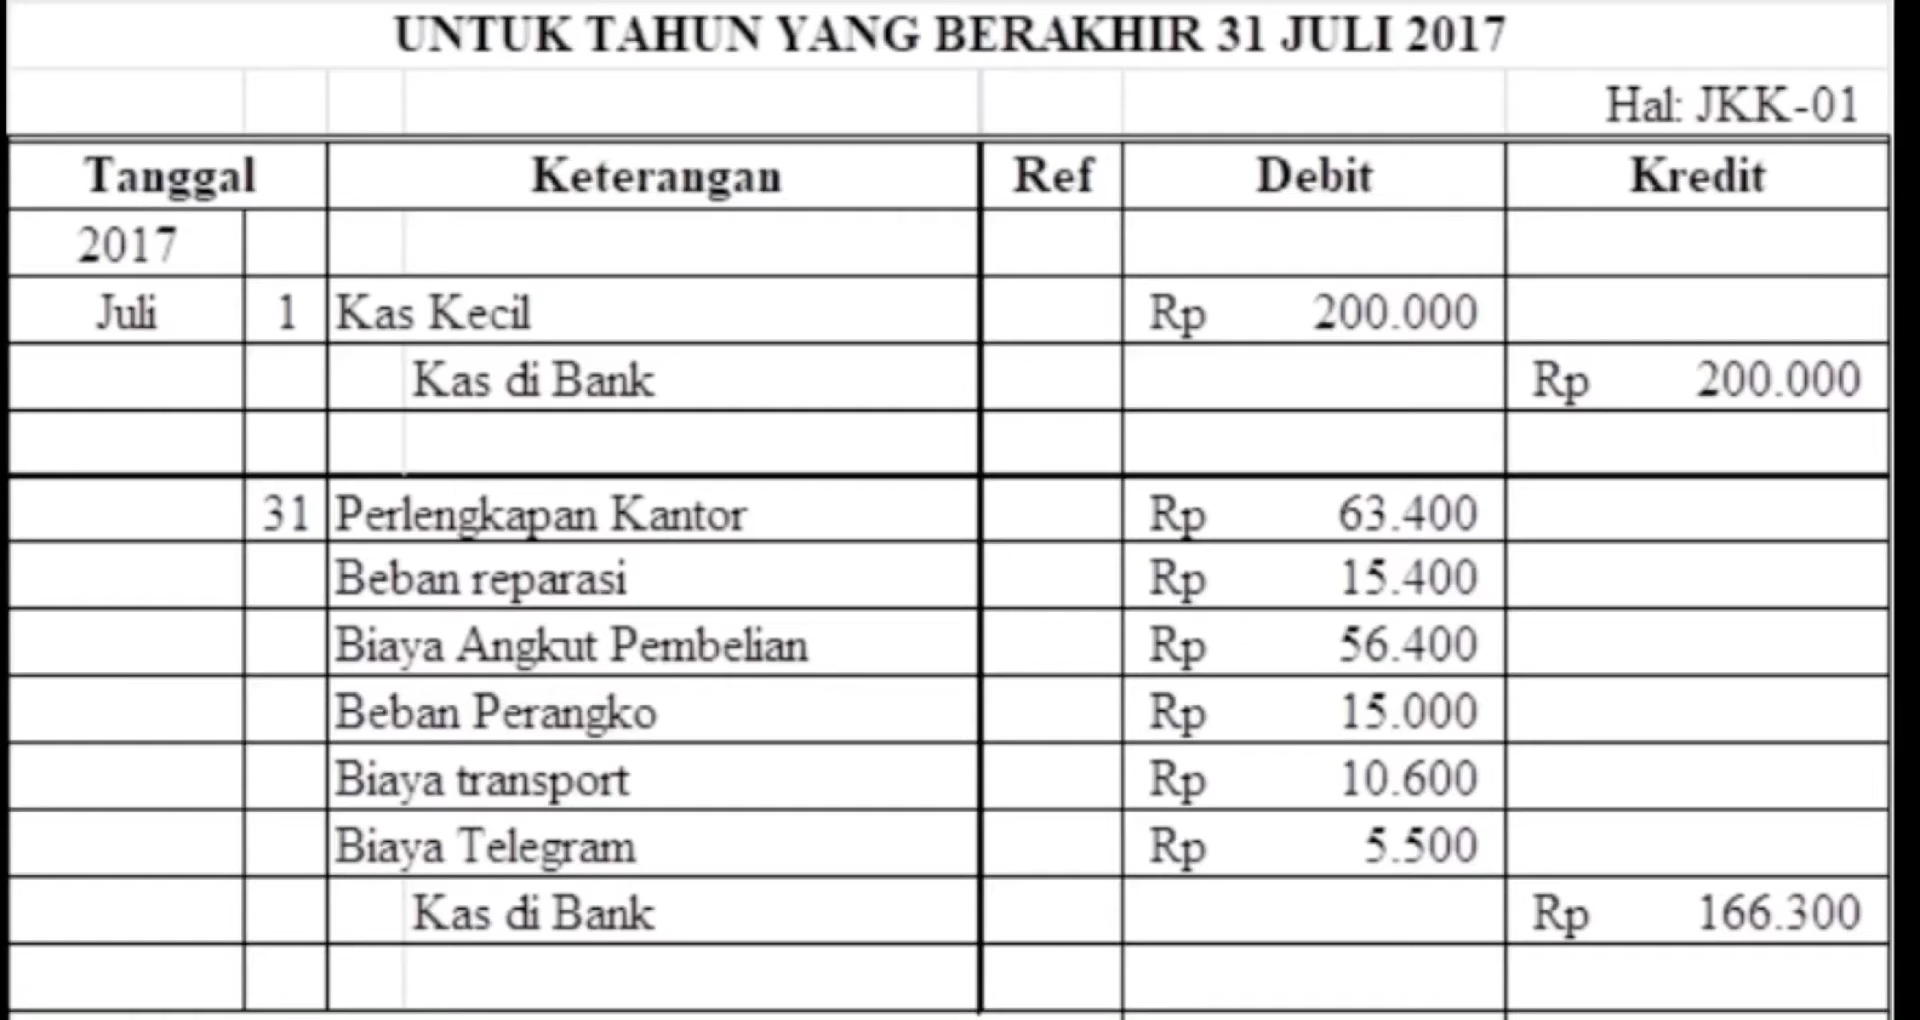 UNTUK TAHUN YANG BERAKHIR 31 JULI 2017
Hal: JKK-01
Tanggal Keterangan Ref Debit Kredit
2017
Juli 1 Kas Kecil Rp 200.000
Kas di Bank Rp 200.000
31 Perlengkapan Kantor Rp 63.400
Beban reparasi Rp 15.400
Biaya Angkut Pembelian Rp 56.400
Beban Perangko Rp 15.000
Biaya transport Rp 10.600
Biaya Telegram Rp 5.500
Kas di Bank Rp 166.300